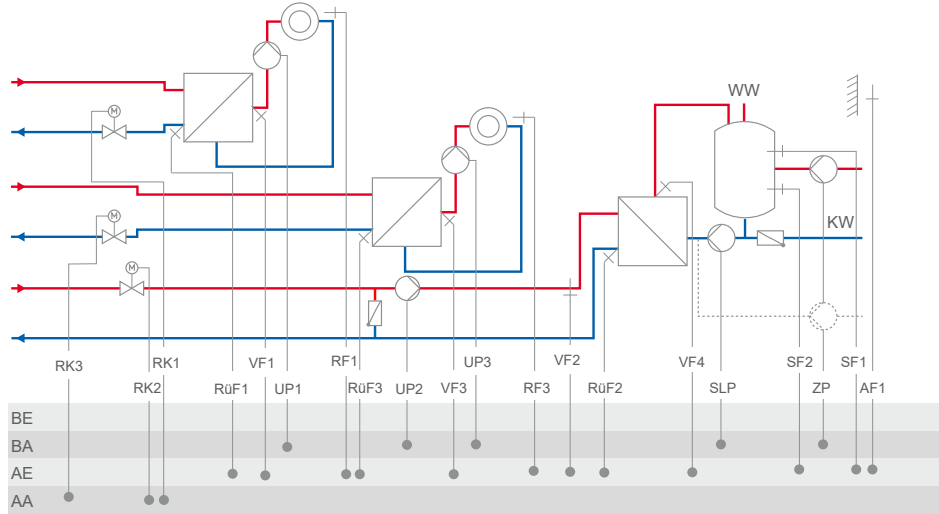 M
WW
M
KW
M
RK3
RK1
VF1
RF1
UP3
VF2
VF4
SF2
SF1
RK2
RüF1
UP1
RüF3
UP2
VF3
RF3
RüF2
SLP
ZP
AF1
BE
BA
AE
AA